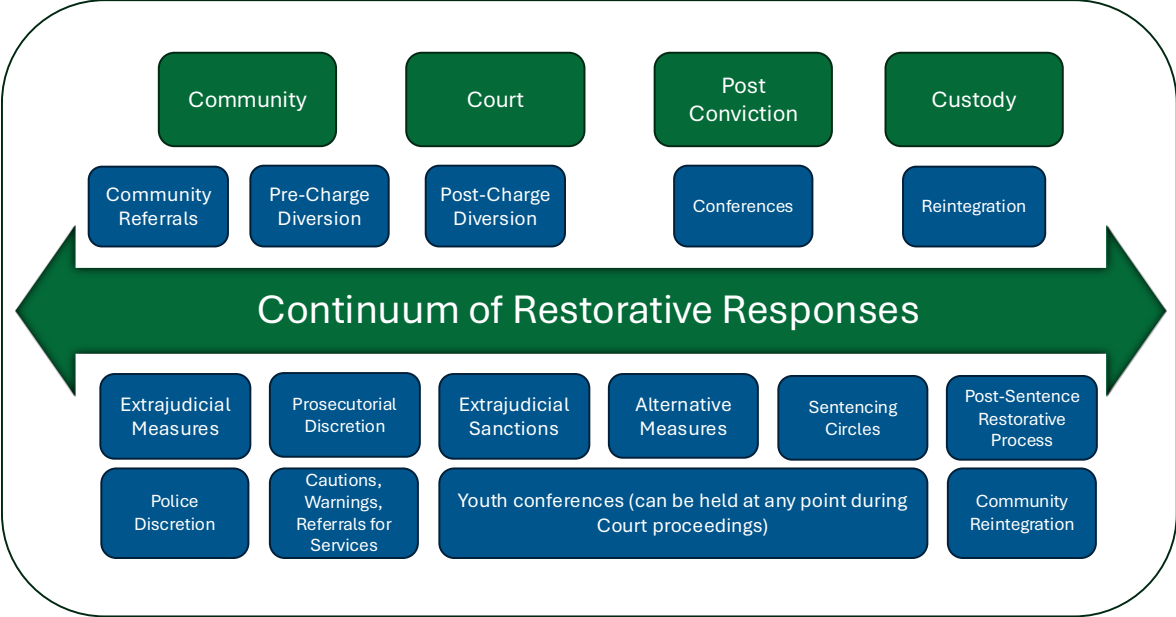 Community
Court
Post
Conviction
Custody
Community
Referrals
Pre-Charge
Diversion
Post-Charge
Diversion
Conferences
Reintegration
Continuum of Restorative Responses
Extrajudicial
Measures
Prosecutorial
Discretion
Extrajudicial
Sanctions
Alternative
Measures
Sentencing
Circles
Post-Sentence
Restorative
Process
Police
Discretion
Cautions,
Warnings,
Referrals for
Services
Youth conferences (can be held at any point during
Court proceedings)
Community
Reintegration